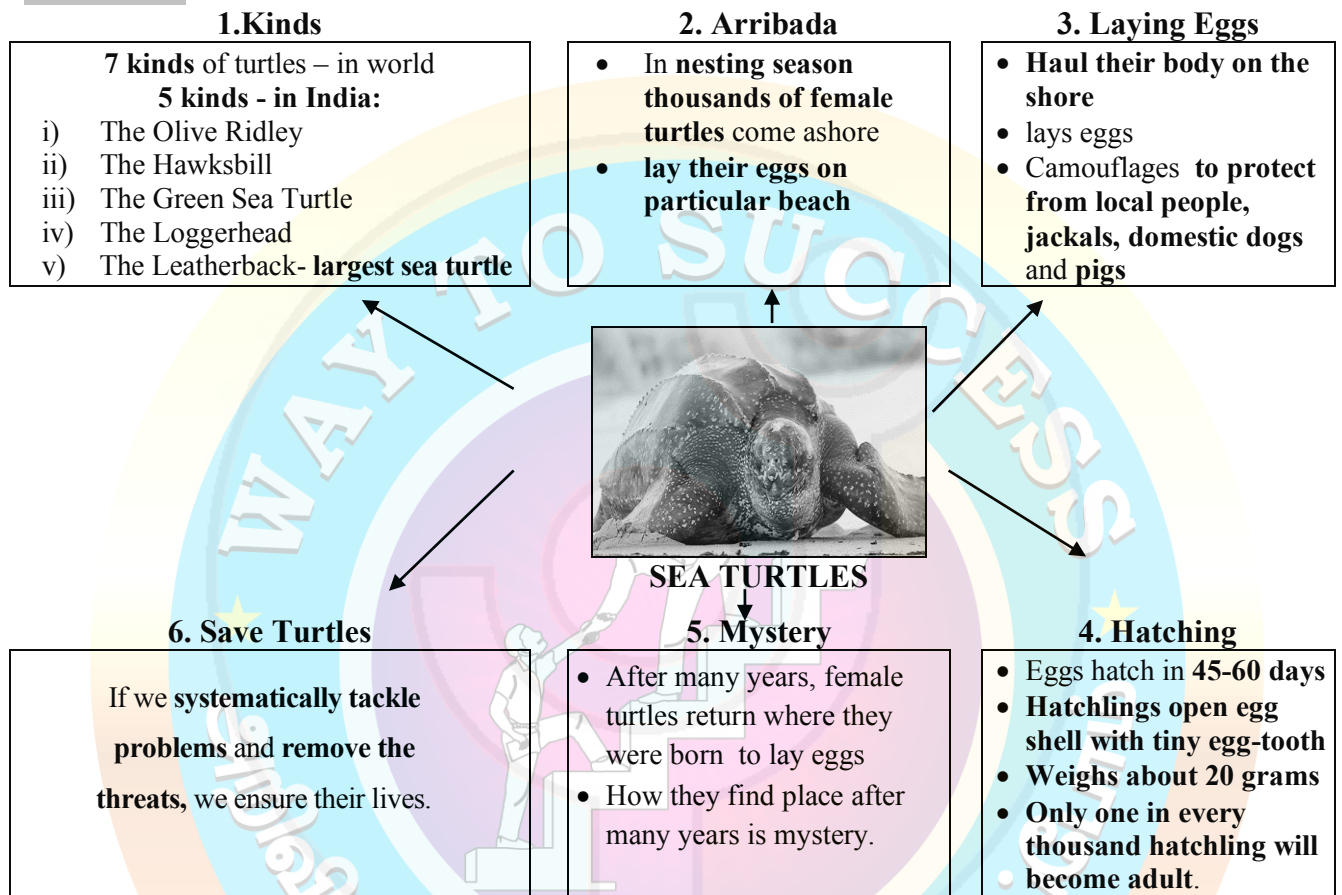 1.Kinds
7 kinds of turtles – in world
5 kinds - in India:
i) The Olive Ridley
ii) The Hawksbill
iii) The Green Sea Turtle
iv) The Loggerhead
v) The Leatherback- largest sea turtle
2. Arribada
• In nesting season
thousands of female
turtles come ashore
• lay their eggs on
particular beach
3. Laying Eggs
• Haul their body on the
shore
• lays eggs
• Camouflages to protect
from local people,
jackals, domestic dogs
and pigs
WAY TO SUCCESS
SEA TURTLES
6. Save Turtles
If we systematically tackle
problems and remove the
threats, we ensure their lives.
5. Mystery
• After many years, female
turtles return where they
were born to lay eggs
• How they find place after
many years is mystery.
4. Hatching
• Eggs hatch in 45-60 days
• Hatchlings open egg
shell with tiny egg-tooth
• Weighs about 20 grams
• Only one in every
thousand hatchling will
become adult.